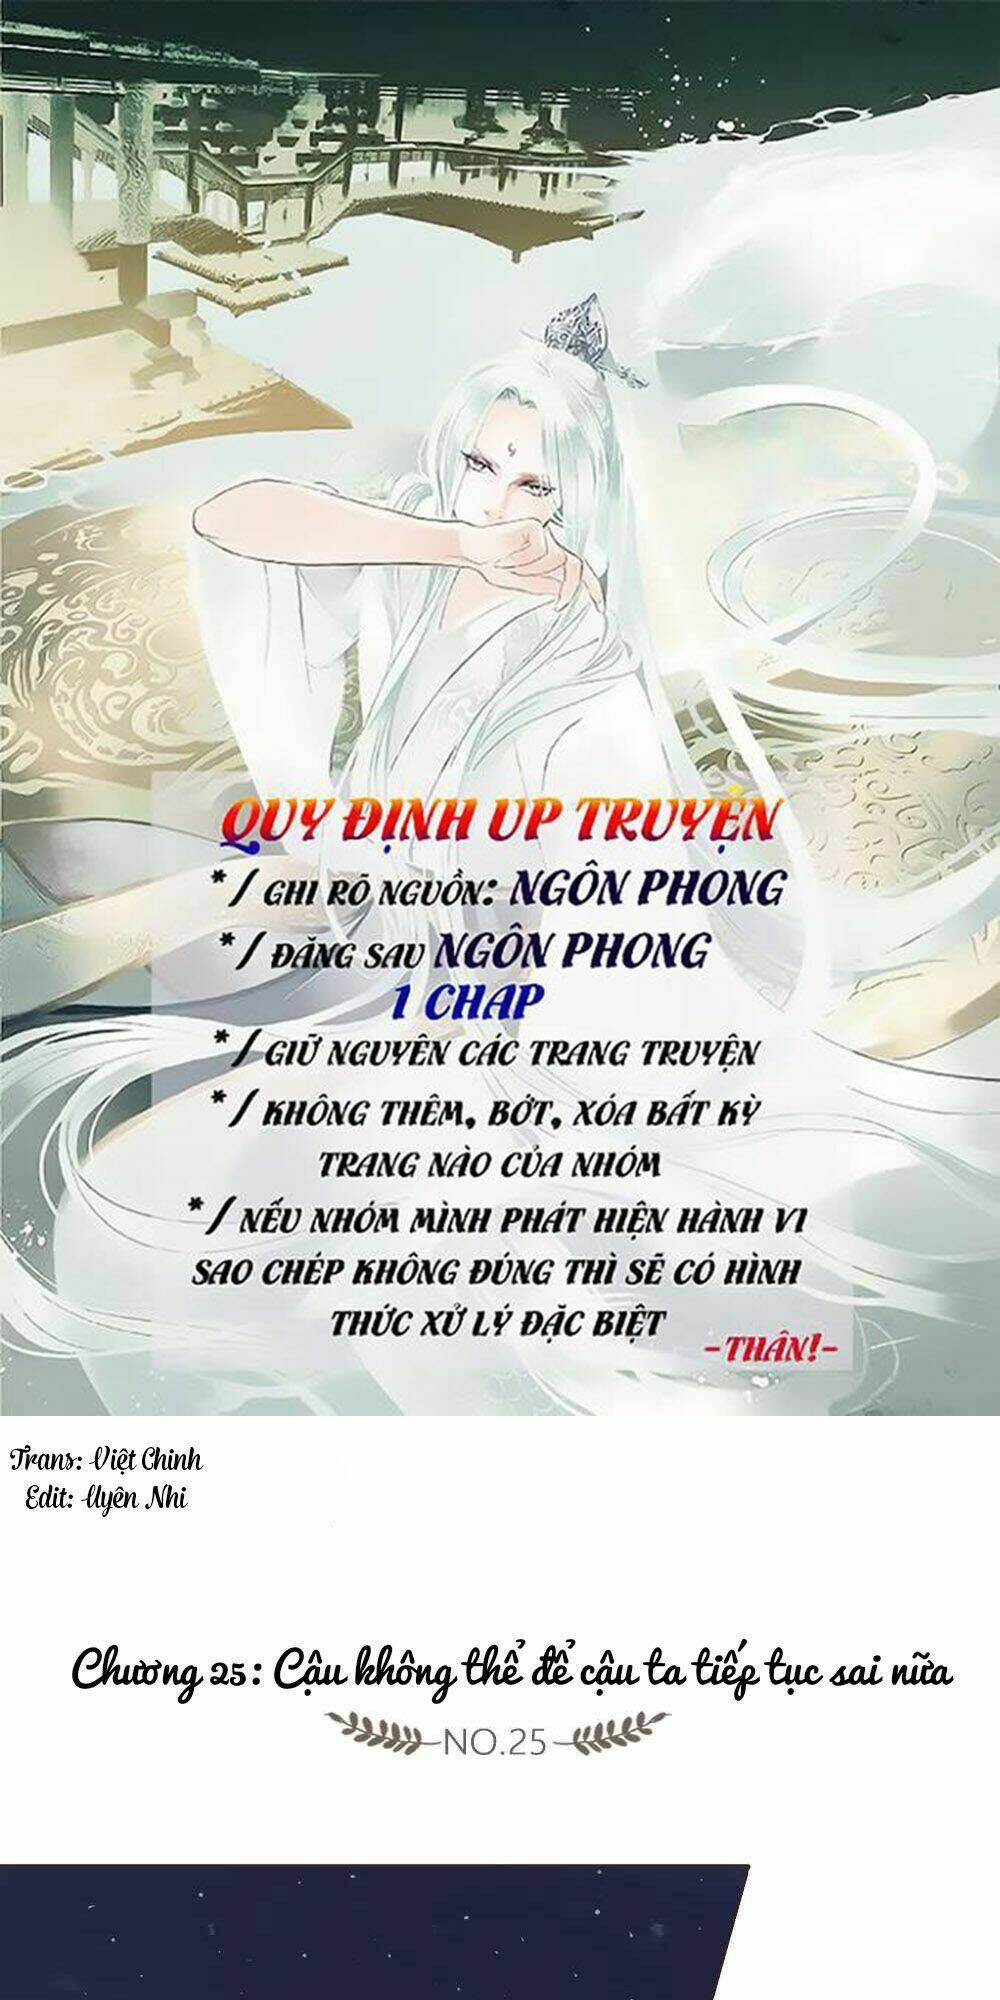 QUY ĐỊNH UP TRUYỆN
*/ GHI RÕ NGUỒN: NGÔN PHONG
*/ ĐĂNG SAU NGÔN PHONG
1 CHAP
*/ GIỮ NGUYÊN CÁC TRANG TRUYỆN
*/ KHÔNG THÊM, BỚT, XÓA BẤT KỲ
TRANG NÀO CỦA NHÓM
*/ NẾU NHÓM MÌNH PHÁT HIỆN HÀNH VI
SAO CHÉP KHÔNG ĐÚNG THÌ SẼ CÓ HÌNH
THỨC XỬ LÝ ĐẶC BIỆT
-THÂN!-
Trans: Việt Chinh
Edit: Uyên Nhi
Chương 25: Cậu không thể để cậu ta tiếp tục sai nữa
NO.25